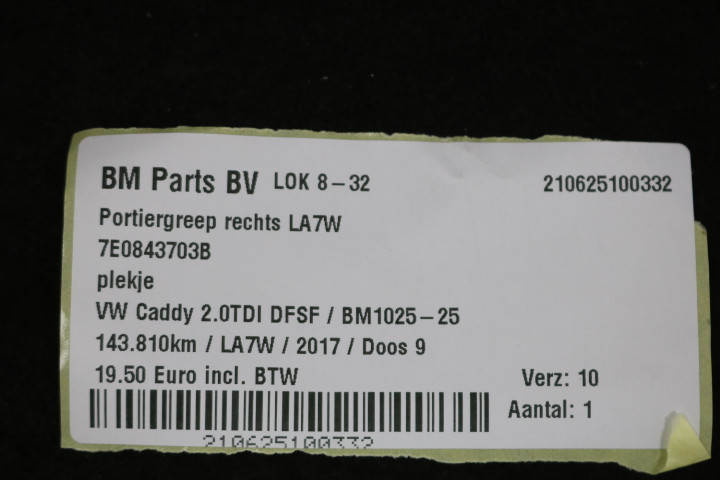 BM Parts BV LOK 8-32 210625100332
Portiergreep rechts LA7W
7E0843703B
plekje
VW Caddy 2.0TDI DFSF / BM1025-25
143.810km / LA7W / 2017 / Doos 9
19.50 Euro incl. BTW Verz: 10
Aantal: 1
210625100332